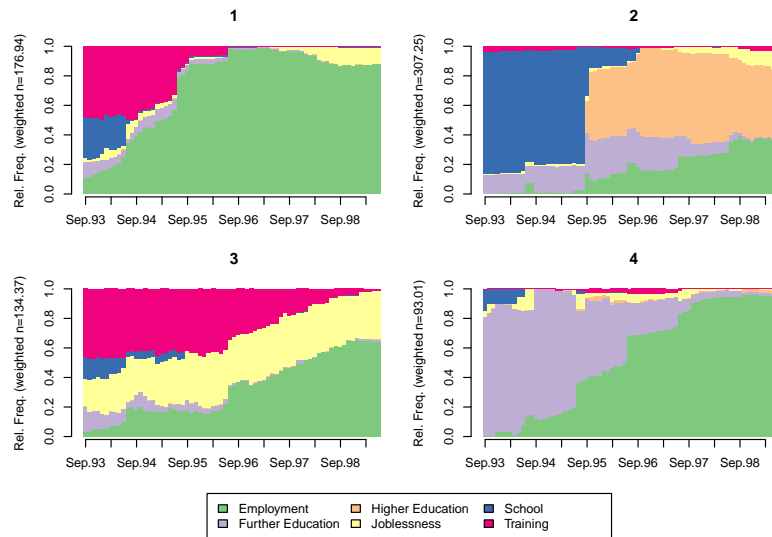 1
Rel. Freq. (weighted n=176.94)
0.0 0.2 0.4 0.6 0.8 1.0
Sep.93 Sep.94 Sep.95 Sep.96 Sep.97 Sep.98
2
Rel. Freq. (weighted n=307.25)
0.0 0.2 0.4 0.6 0.8 1.0
Sep.93 Sep.94 Sep.95 Sep.96 Sep.97 Sep.98
3
Rel. Freq. (weighted n=134.37)
0.0 0.2 0.4 0.6 0.8 1.0
Sep.93 Sep.94 Sep.95 Sep.96 Sep.97 Sep.98
4
Rel. Freq. (weighted n=93.01)
0.0 0.2 0.4 0.6 0.8 1.0
Sep.93 Sep.94 Sep.95 Sep.96 Sep.97 Sep.98
Employment Higher Education School
Further Education Joblessness Training